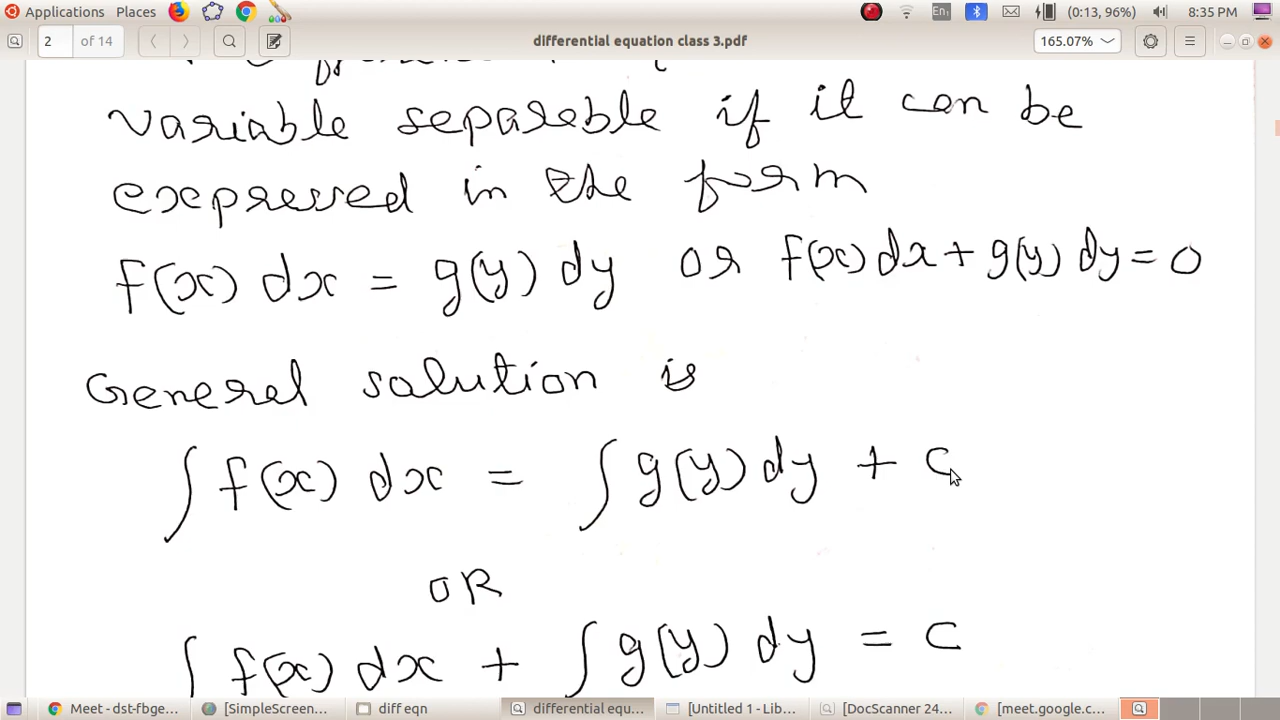 Applications Places En1 (0:13, 96%) 8:35 PM
2 of 14 differential equation class 3.pdf 165.07%
variable separable if it can be
expressed in the form
f(x) dx = g(y) dy or f(x) dx + g(y) dy = 0
General solution is
∫ f(x) dx = ∫ g(y) dy + C
OR
∫ f(x) dx + ∫ g(y) dy = C
Meet - dst-fbge... [SimpleScreen... diff eqn differential equ... [Untitled 1 - Lib... [DocScanner 24... [meet.google.c...